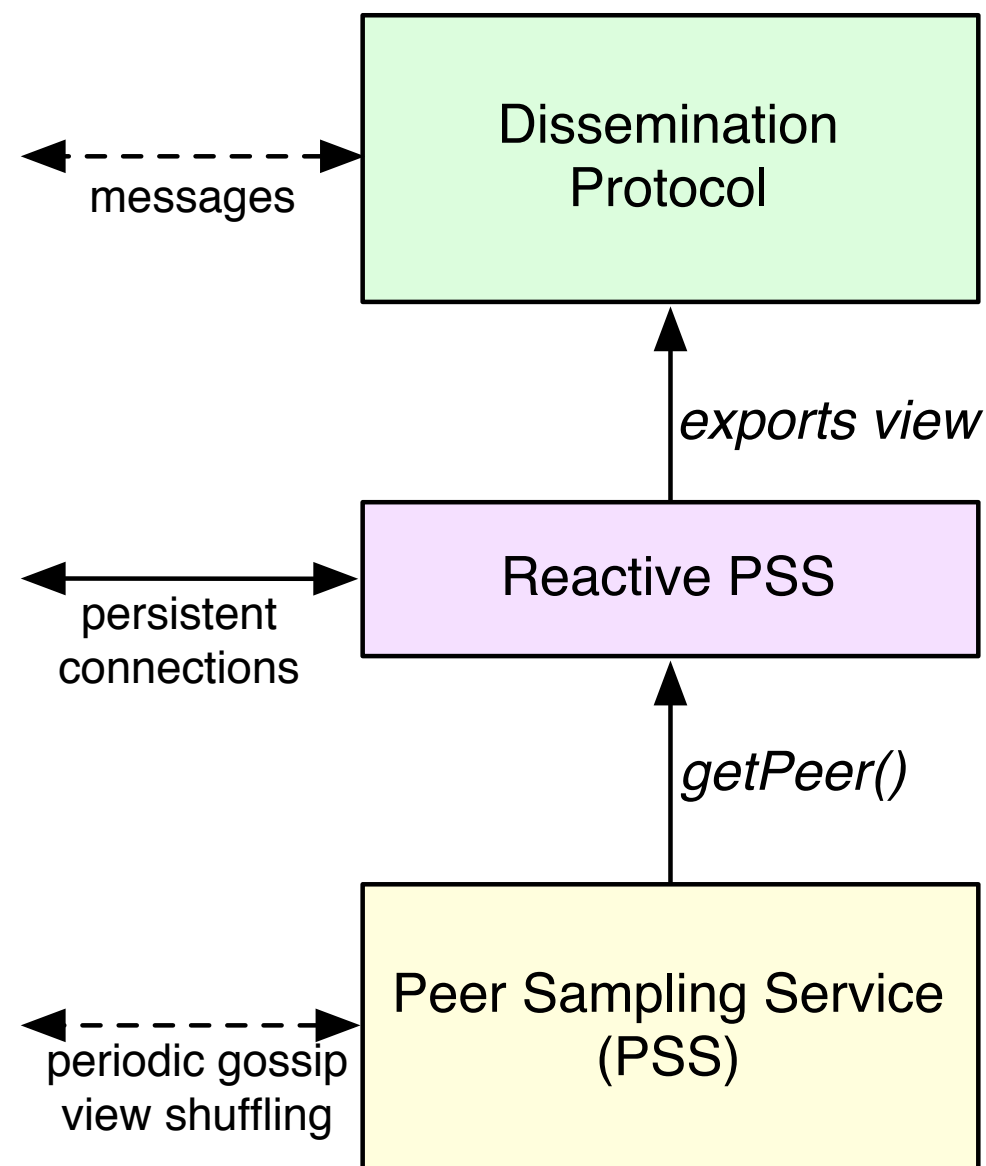 Dissemination
Protocol
messages
exports view
Reactive PSS
persistent
connections
getPeer()
Peer Sampling Service
(PSS)
periodic gossip
view shuffling